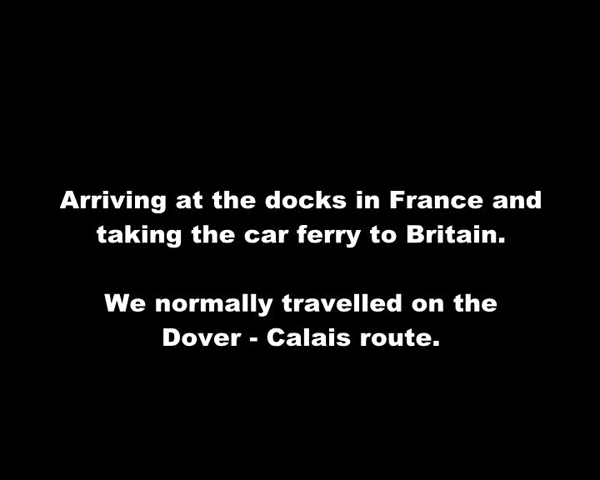 Arriving at the docks in France and
taking the car ferry to Britain.
We normally travelled on the
Dover - Calais route.